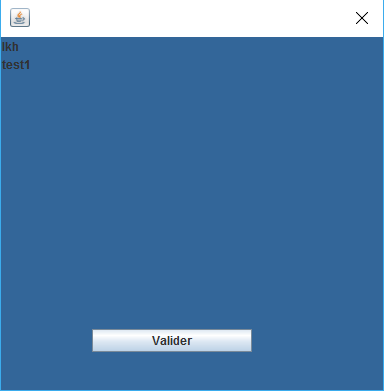 lkh
test1
Valider